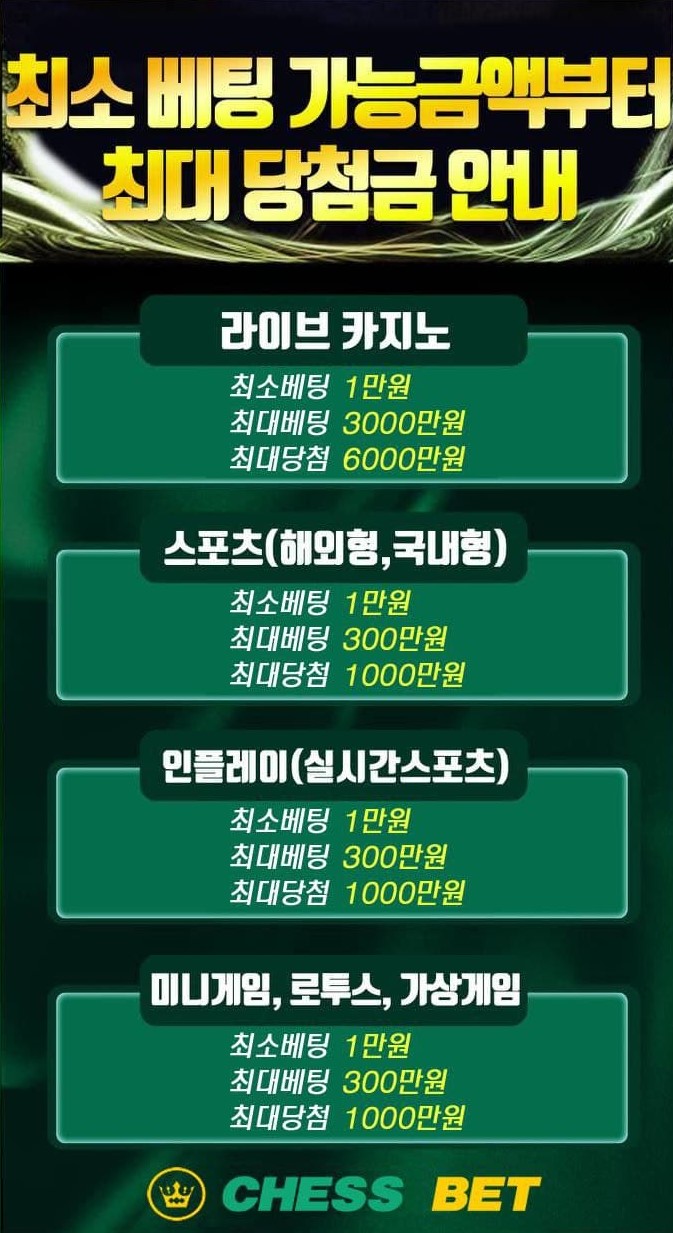 최소 베팅 가능금액부터
최대 당첨금 안내
라이브 카지노
최소베팅 1만원
최대베팅 3000만원
최대당첨 6000만원
스포츠(해외형,국내형)
최소베팅 1만원
최대베팅 300만원
최대당첨 1000만원
인플레이(실시간스포츠)
최소베팅 1만원
최대베팅 300만원
최대당첨 1000만원
미니게임, 로투스, 가상게임
최소베팅 1만원
최대베팅 300만원
최대당첨 1000만원
CHESS BET